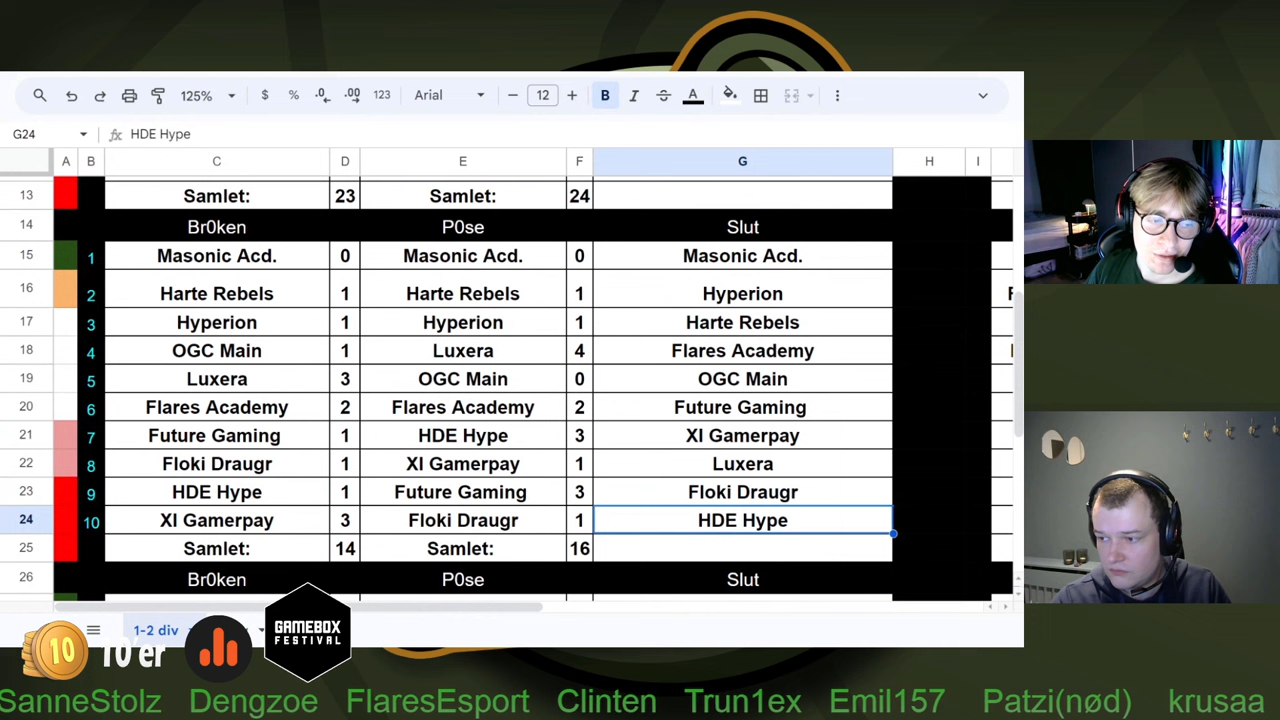 125% $ % .0 .00 123 Arial 12 B I A
G24 fx HDE Hype
A B C D E F G H I
13 Samlet: 23 Samlet: 24
14 Br0ken P0se Slut
15 1 Masonic Acd. 0 Masonic Acd. 0 Masonic Acd.
16 2 Harte Rebels 1 Harte Rebels 1 Hyperion
17 3 Hyperion 1 Hyperion 1 Harte Rebels
18 4 OGC Main 1 Luxera 4 Flares Academy
19 5 Luxera 3 OGC Main 0 OGC Main
20 6 Flares Academy 2 Flares Academy 2 Future Gaming
21 7 Future Gaming 1 HDE Hype 3 XI Gamerpay
22 8 Floki Draugr 1 XI Gamerpay 1 Luxera
23 9 HDE Hype 1 Future Gaming 3 Floki Draugr
24 10 XI Gamerpay 3 Floki Draugr 1 HDE Hype
25 Samlet: 14 Samlet: 16
26 Br0ken P0se Slut
1-2 div
10 10'er
GAMEBOX
FESTIVAL
SanneStolz Dengzoe FlaresEsport Clinten Trun1ex Emil157 Patzi(nød) krusaa